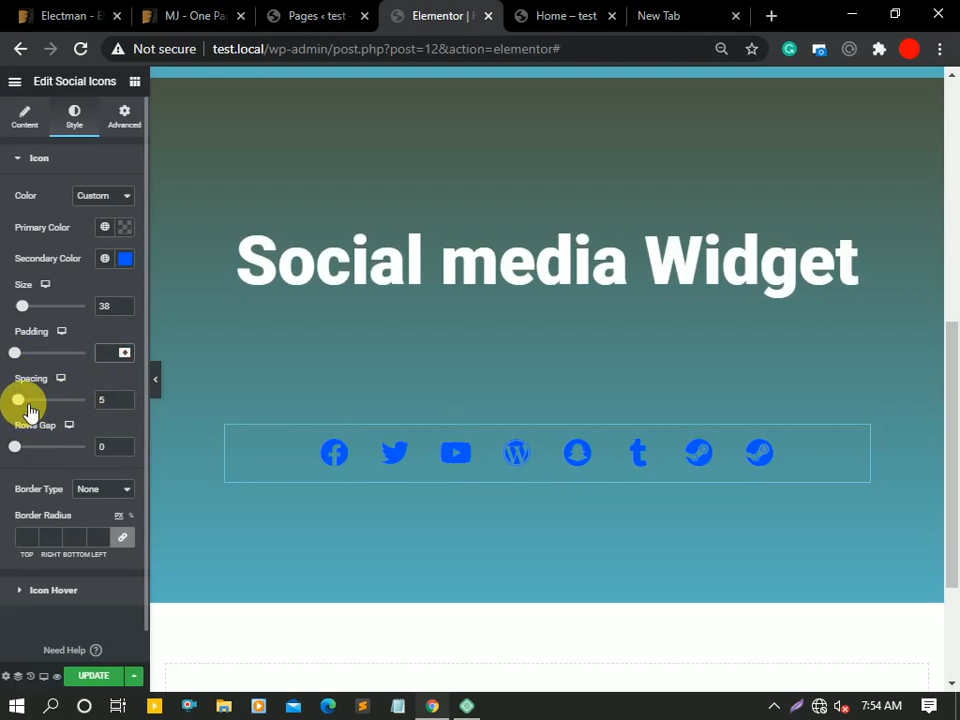 Electman - ×
MJ - One Pa ×
Pages ‹ test - ×
Elementor | ×
Home – test ×
New Tab ×
Not secure
test.local/wp-admin/post.php?post=12&action=elementor#
Edit Social Icons
Content
Style
Advanced
Icon
Color
Custom
Primary Color
Secondary Color
Size
38
Padding
Spacing
5
Rows Gap
0
Border Type
None
Border Radius
PX
%
TOP
RIGHT
BOTTOM
LEFT
Icon Hover
Need Help
UPDATE
Social media Widget
7:54 AM